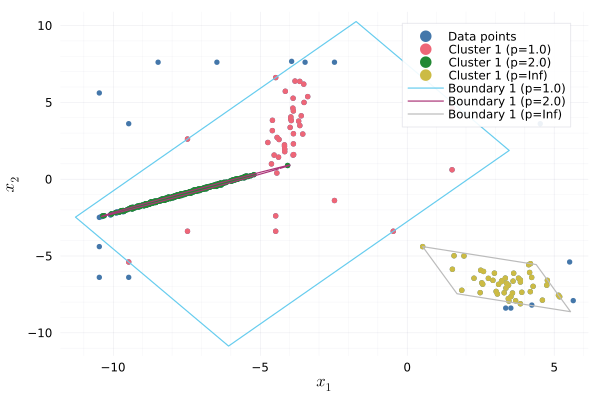 10
5
0
−5
−10
x2
Data points
Cluster 1 (p=1.0)
Cluster 1 (p=2.0)
Cluster 1 (p=Inf)
Boundary 1 (p=1.0)
Boundary 1 (p=2.0)
Boundary 1 (p=Inf)
−10 −5 0 5
x1